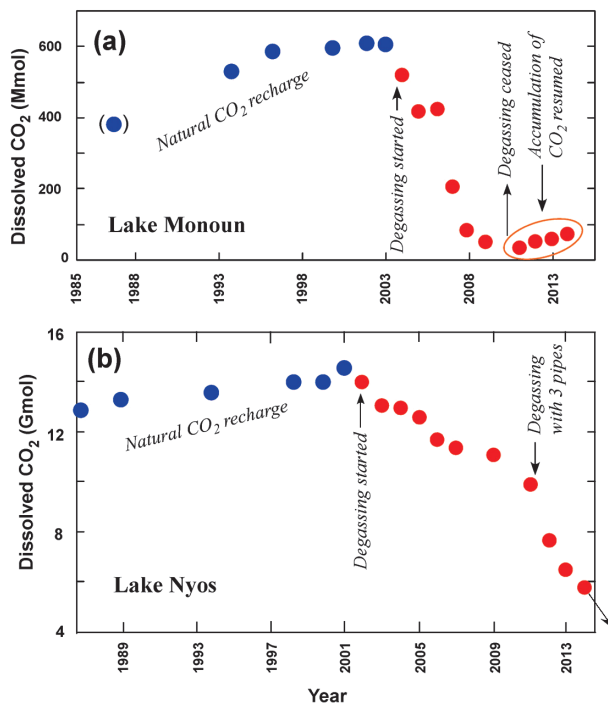 (a)
Dissolved CO2 (Mmol)
600
400
200
0
( )
Natural CO2 recharge
Degassing started
Degassing ceased
Accumulation of
CO2 resumed
Lake Monoun
1985
1988
1993
1998
2003
2008
2013
(b)
Dissolved CO2 (Gmol)
16
12
8
4
Natural CO2 recharge
Degassing started
Degassing
with 3 pipes
Lake Nyos
1989
1993
1997
2001
2005
2009
2013
Year